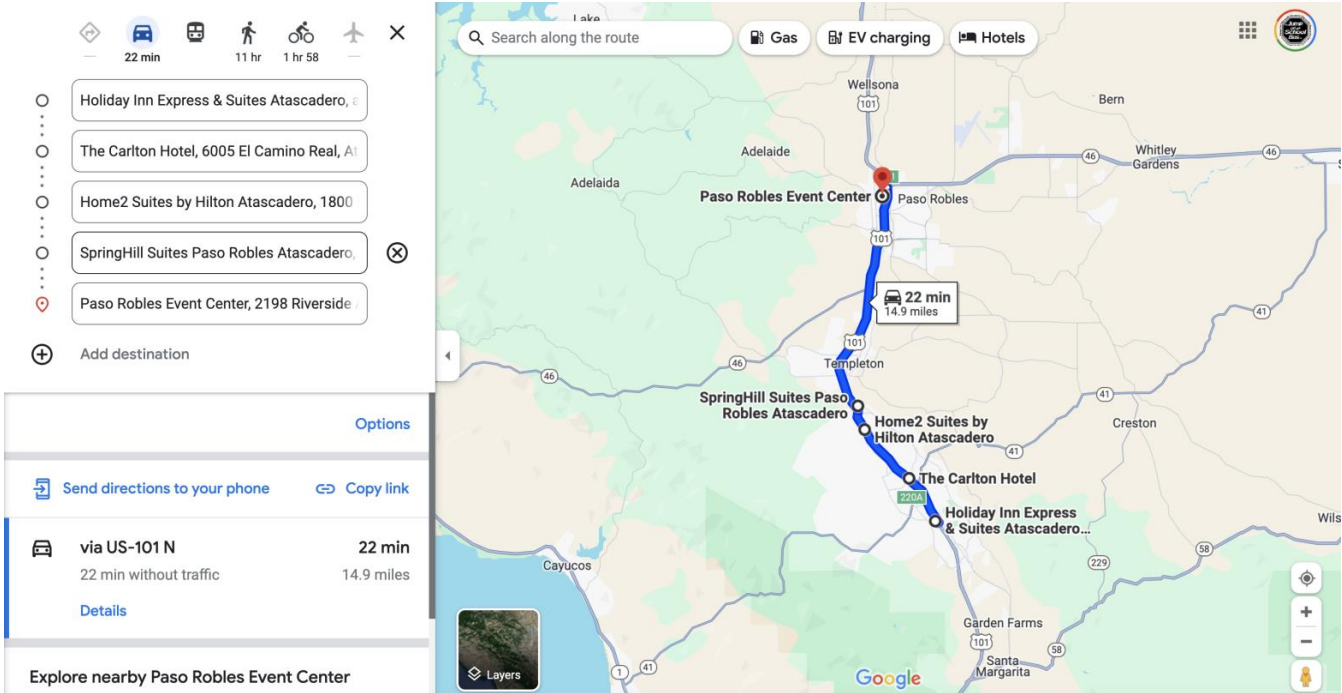 22 min
11 hr
1 hr 58
Holiday Inn Express & Suites Atascadero,
The Carlton Hotel, 6005 El Camino Real, At
Home2 Suites by Hilton Atascadero, 1800
SpringHill Suites Paso Robles Atascadero,
Paso Robles Event Center, 2198 Riverside
Add destination
Options
Send directions to your phone
Copy link
via US-101 N
22 min
22 min without traffic
14.9 miles
Details
Explore nearby Paso Robles Event Center
Search along the route
Gas
EV charging
Hotels
Lake
Wellsona
101
Bern
Adelaide
46
Whitley
Gardens
46
Adelaida
Paso Robles Event Center
Paso Robles
101
22 min
14.9 miles
41
101
46
Templeton
46
41
SpringHill Suites Paso
Robles Atascadero
Home2 Suites by
Hilton Atascadero
Creston
41
The Carlton Hotel
220A
Holiday Inn Express
& Suites Atascadero...
Wils
58
229
Cayucos
Garden Farms
101
58
Santa
Margarita
1
41
Layers
Google